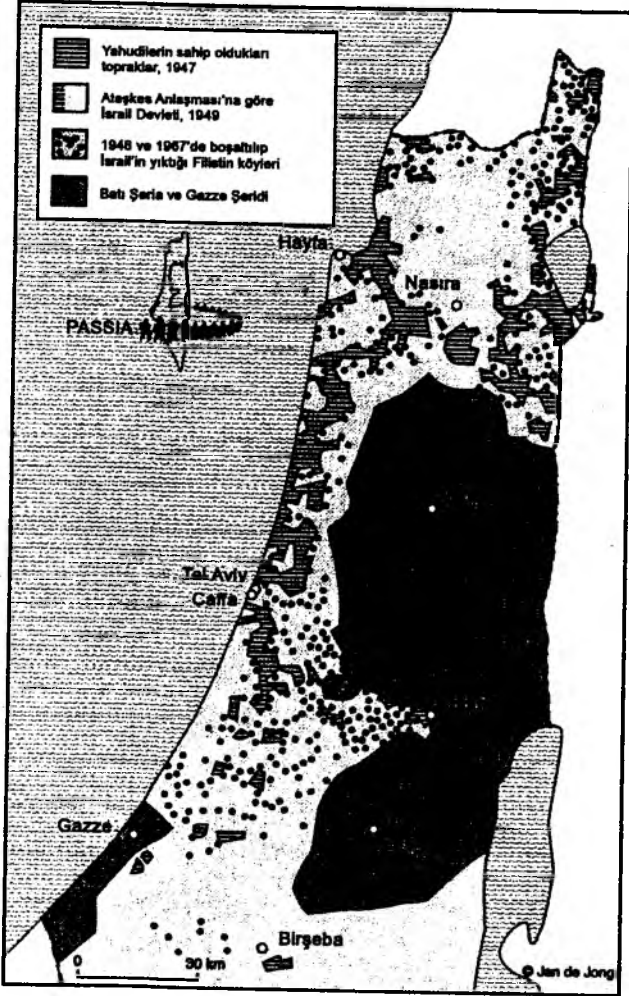 Yahudilerin sahip oldukları
topraklar, 1947
Ateşkes Anlaşması'na göre
İsrail Devleti, 1949
1948 ve 1967'de boşaltılıp
İsrail'in yıktığı Filistin köyleri
Batı Şeria ve Gazze Şeridi
Hayfa
Nasıra
PASSIA
Tel Aviv
Caffa
Gazze
Birşeba
0 30 km
© Jan de Jong